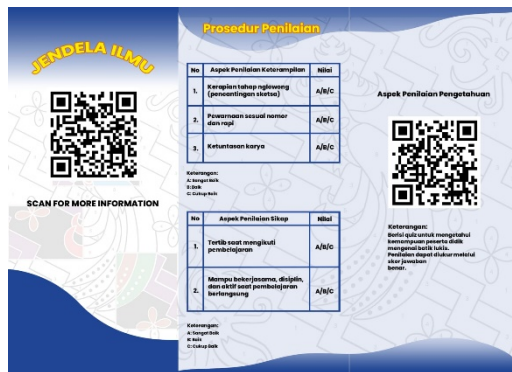 JENDELA ILMU
SCAN FOR MORE INFORMATION
Prosedur Penilaian
No Aspek Penilaian Keterampilan Nilai
1. Kerapian tahap nglowong (pencantingan sketsa) A/B/C
2. Pewarnaan sesuai nomor dan rapi A/B/C
3. Ketuntasan karya A/B/C
Keterangan:
A: Sangat Baik
B: Baik
C: Cukup Baik
No Aspek Penilaian Sikap Nilai
1. Tertib saat mengikuti pembelajaran A/B/C
2. Mampu bekerjasama, disiplin, dan aktif saat pembelajaran berlangsung A/B/C
Keterangan:
A: Sangat Baik
B: Baik
C: Cukup Baik
Aspek Penilaian Pengetahuan
Keterangan:
Berisi quiz untuk mengetahui
kemampuan peserta didik
mengenai batik lukis.
Penilaian dapat diukur melalui
skor jawaban
benar.